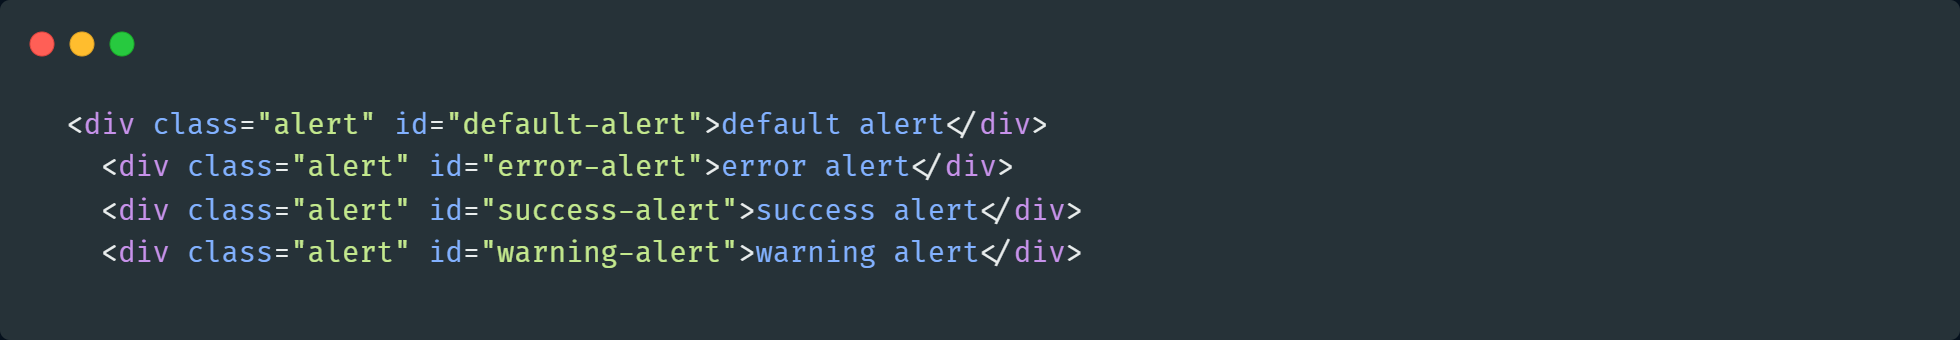 <div class="alert" id="default-alert">default alert</div>
  <div class="alert" id="error-alert">error alert</div>
  <div class="alert" id="success-alert">success alert</div>
  <div class="alert" id="warning-alert">warning alert</div>